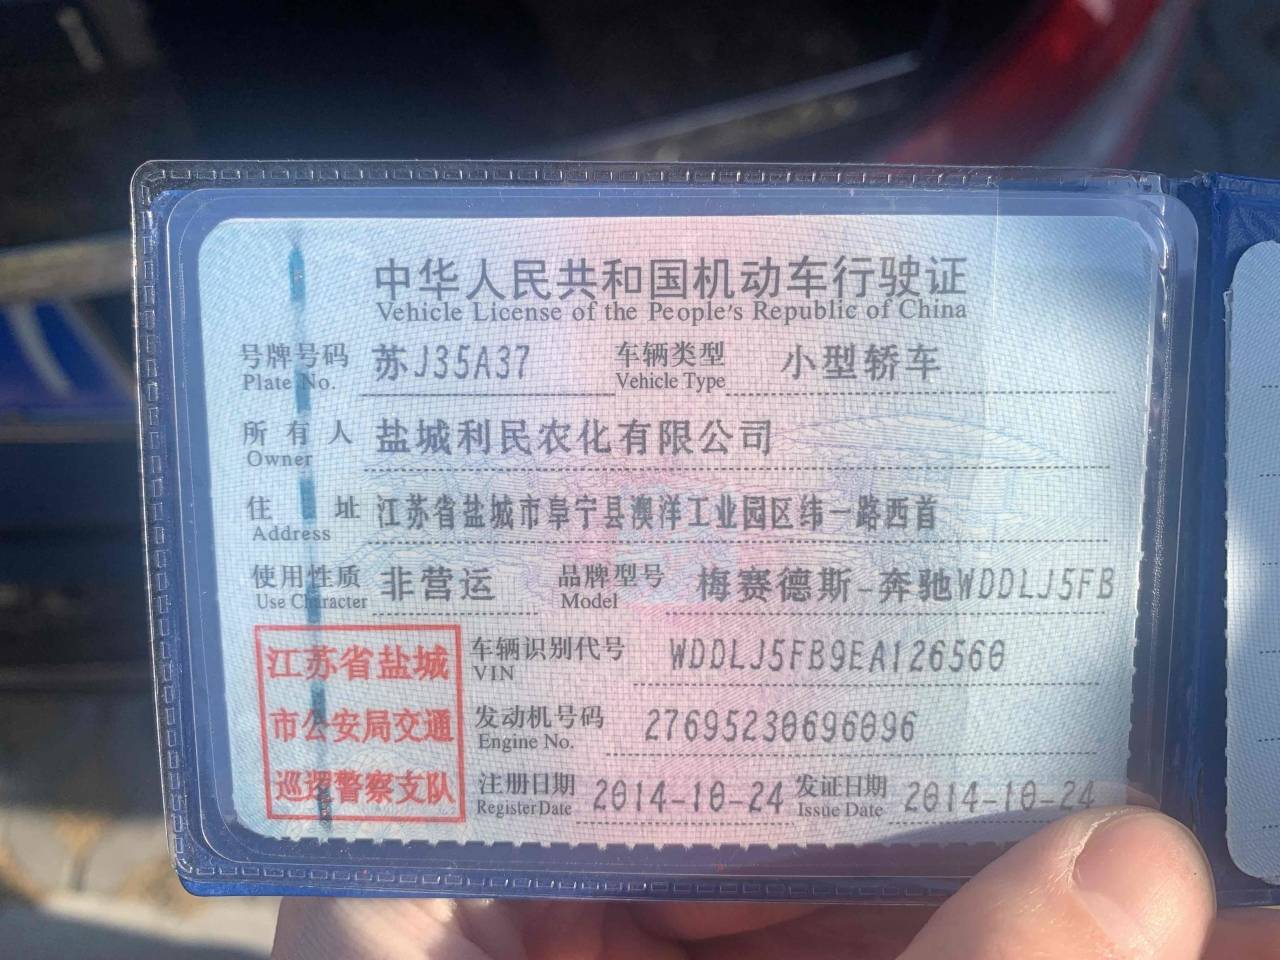 中华人民共和国机动车行驶证
Vehicle License of the People's Republic of China
号牌号码 苏J35A37 车辆类型 小型轿车
Plate No. Vehicle Type
所有人 盐城利民农化有限公司
Owner
住址 江苏省盐城市阜宁县澳洋工业园区纬一路西首
Address
使用性质 非营运 品牌型号 梅赛德斯-奔驰WDDLJ5FB
Use Character Model
江苏省盐城 车辆识别代号 WDDLJ5FB9EA126560
VIN
市公安局交通 发动机号码 27695230696096
Engine No.
巡逻警察支队 注册日期 2014-10-24 发证日期 2014-10-24
Register Date Issue Date